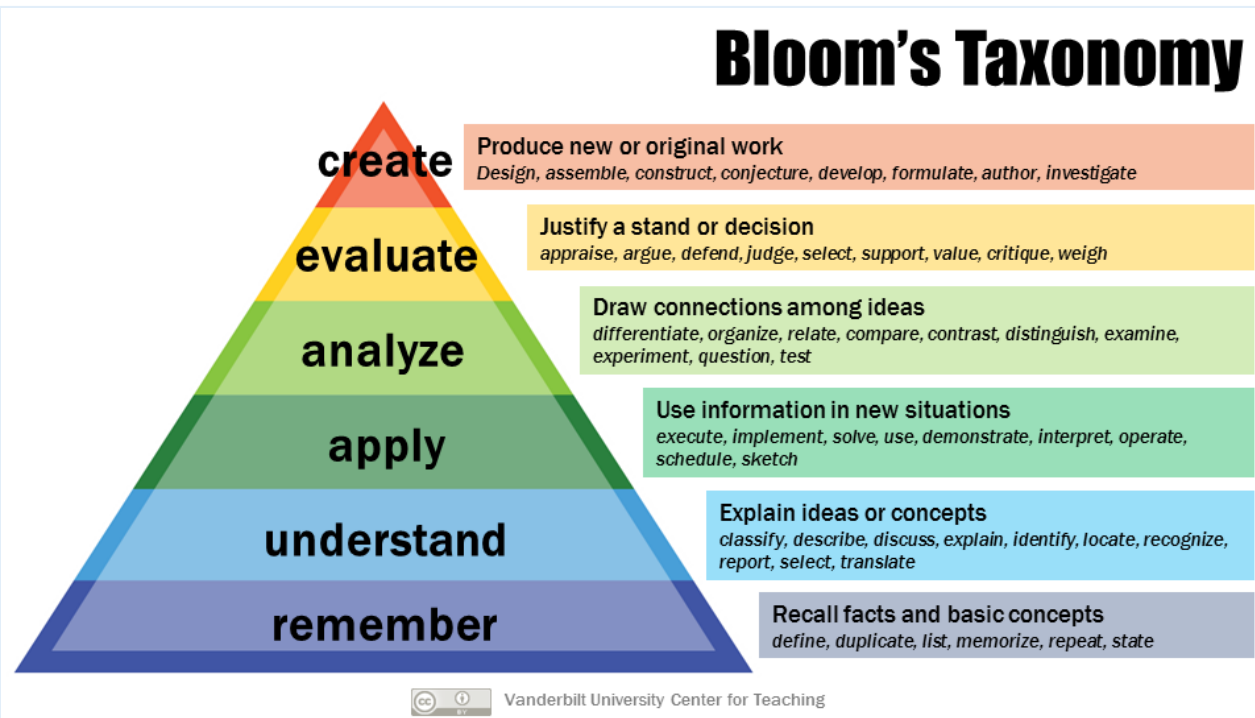 Bloom's Taxonomy
create
Produce new or original work
Design, assemble, construct, conjecture, develop, formulate, author, investigate
evaluate
Justify a stand or decision
appraise, argue, defend, judge, select, support, value, critique, weigh
analyze
Draw connections among ideas
differentiate, organize, relate, compare, contrast, distinguish, examine,
experiment, question, test
apply
Use information in new situations
execute, implement, solve, use, demonstrate, interpret, operate,
schedule, sketch
understand
Explain ideas or concepts
classify, describe, discuss, explain, identify, locate, recognize,
report, select, translate
remember
Recall facts and basic concepts
define, duplicate, list, memorize, repeat, state
cc
BY
Vanderbilt University Center for Teaching